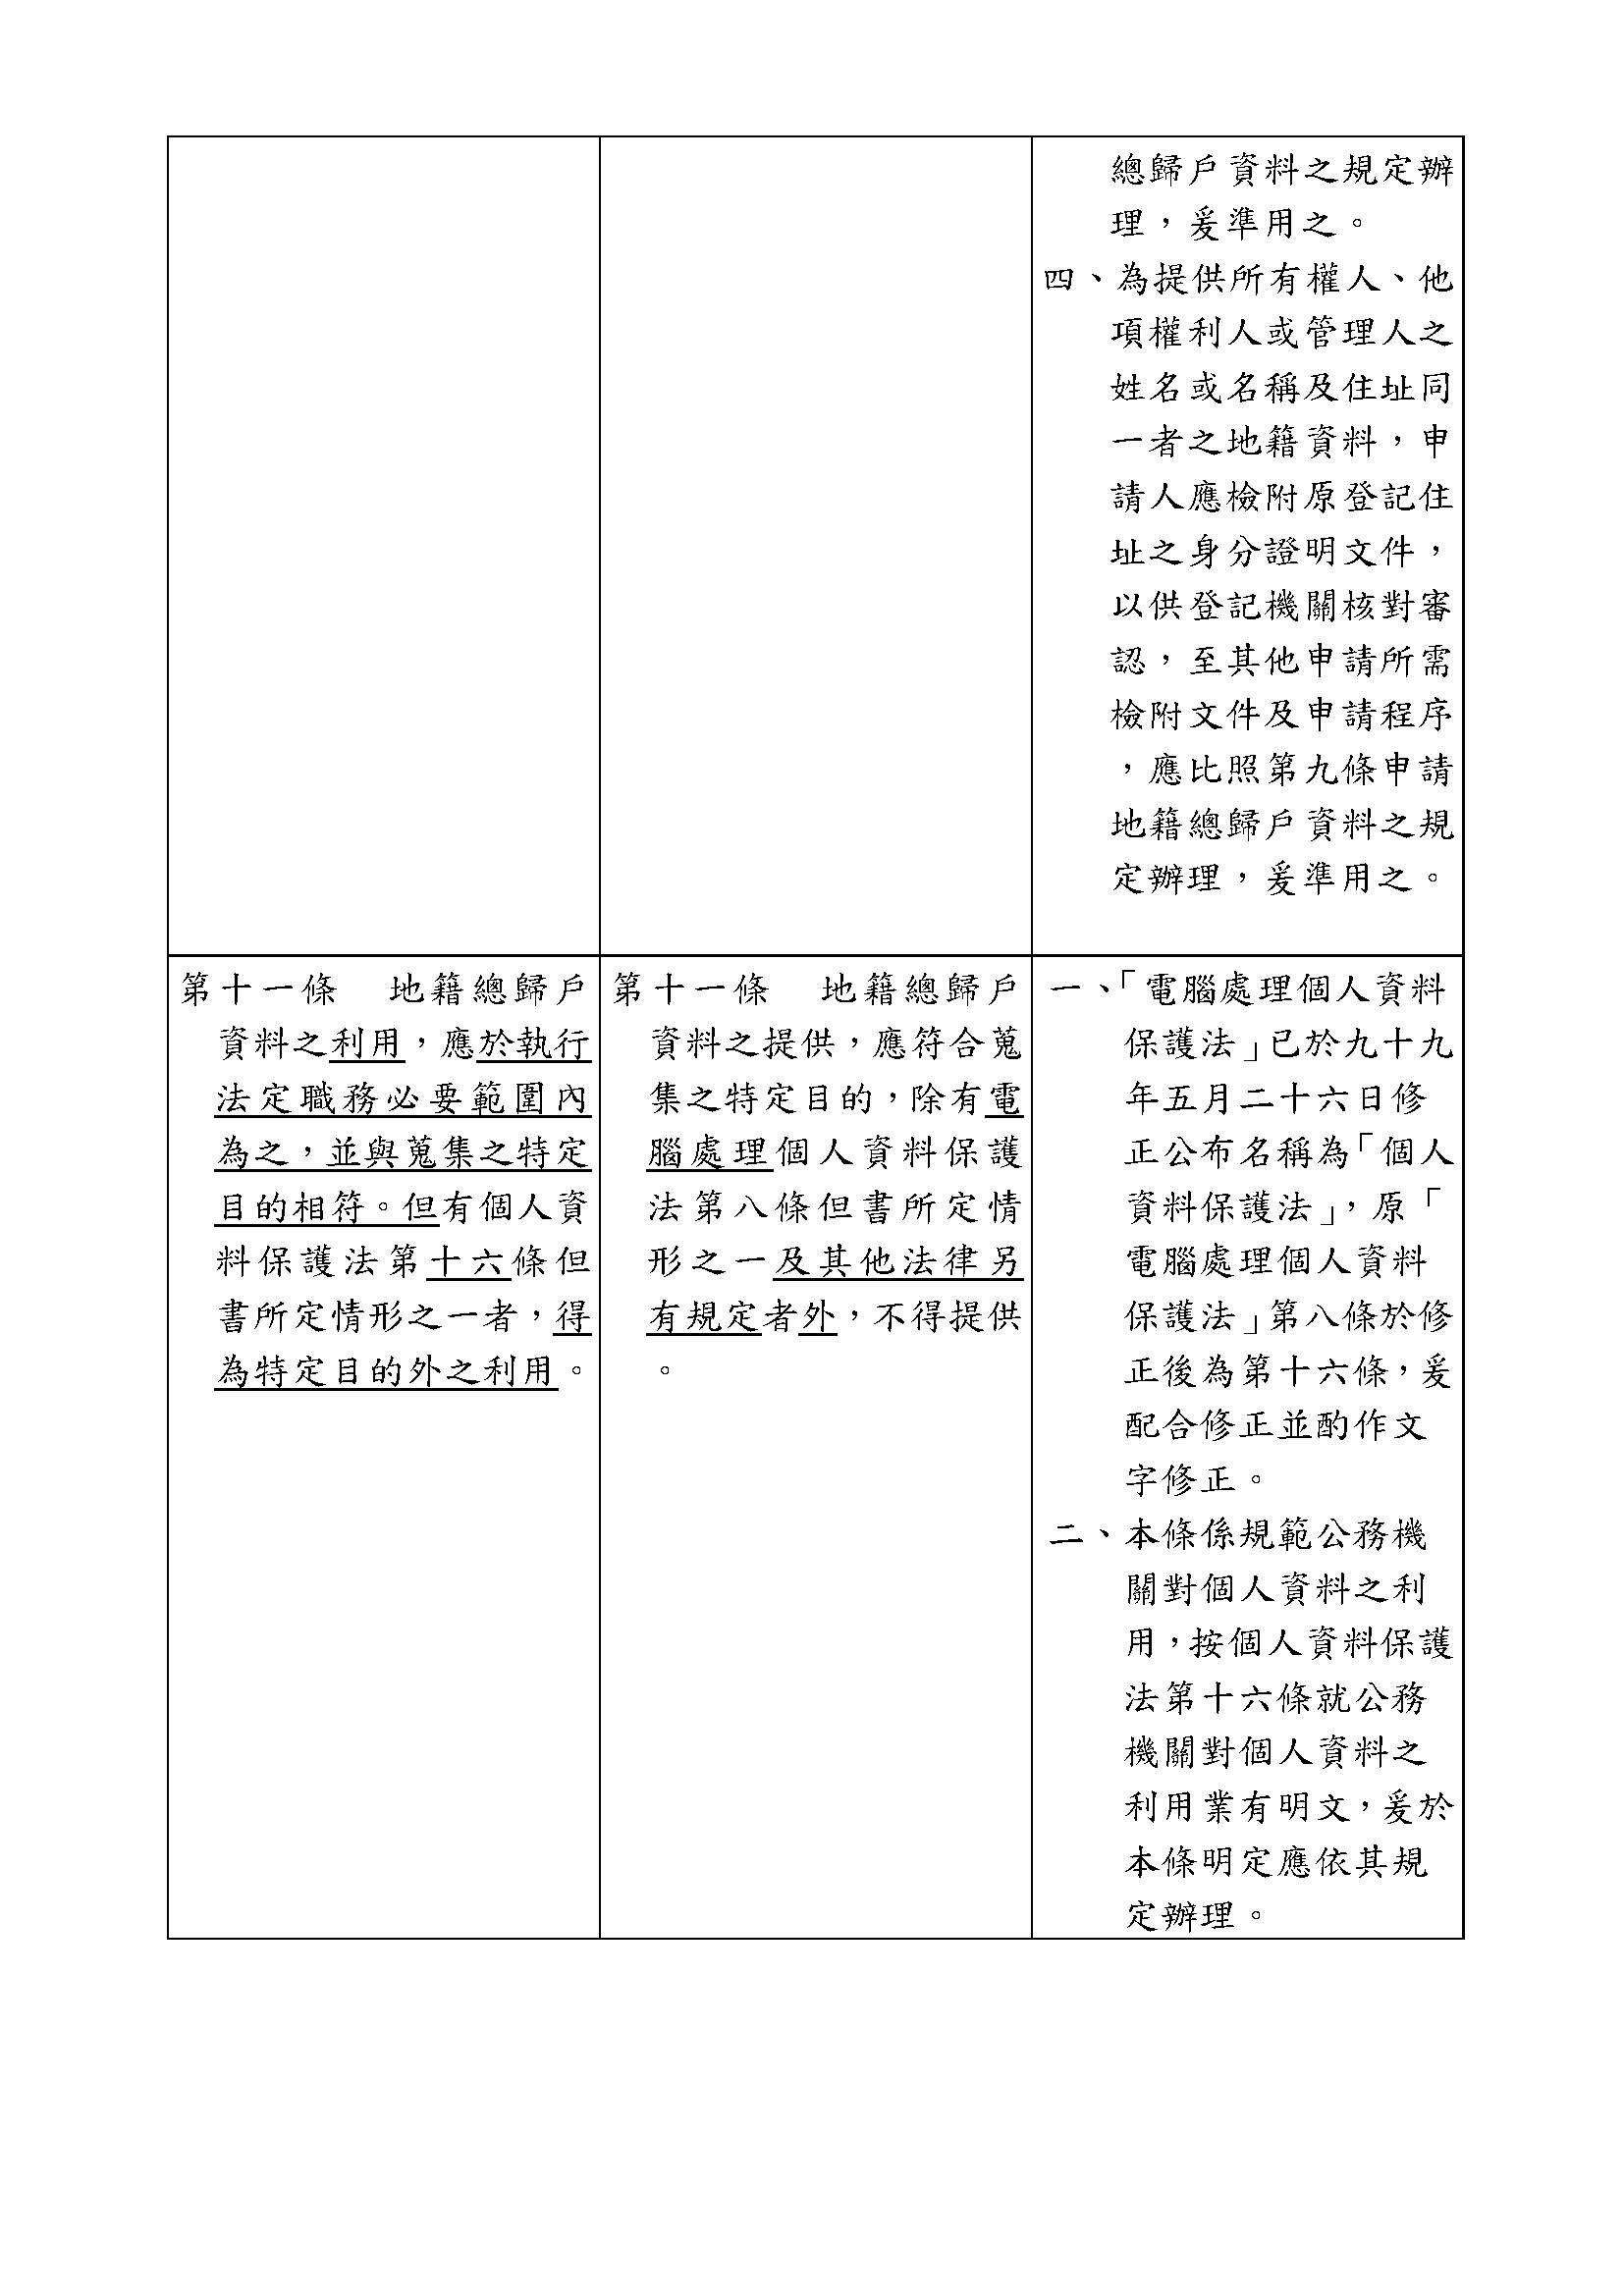 總歸戶資料之規定辦
理，爰準用之。
四、為提供所有權人、他
項權利人或管理人之
姓名或名稱及住址同
一者之地籍資料，申
請人應檢附原登記住
址之身分證明文件，
以供登記機關核對審
認，至其他申請所需
檢附文件及申請程序
，應比照第九條申請
地籍總歸戶資料之規
定辦理，爰準用之。
第十一條　地籍總歸戶
資料之利用，應於執行
法定職務必要範圍內
為之，並與蒐集之特定
目的相符。但有個人資
料保護法第十六條但
書所定情形之一者，得
為特定目的外之利用。
第十一條　地籍總歸戶
資料之提供，應符合蒐
集之特定目的，除有電
腦處理個人資料保護
法第八條但書所定情
形之一及其他法律另
有規定者外，不得提供
。
一、「電腦處理個人資料
保護法」已於九十九
年五月二十六日修
正公布名稱為「個人
資料保護法」，原「
電腦處理個人資料
保護法」第八條於修
正後為第十六條，爰
配合修正並酌作文
字修正。
二、本條係規範公務機
關對個人資料之利
用，按個人資料保護
法第十六條就公務
機關對個人資料之
利用業有明文，爰於
本條明定應依其規
定辦理。